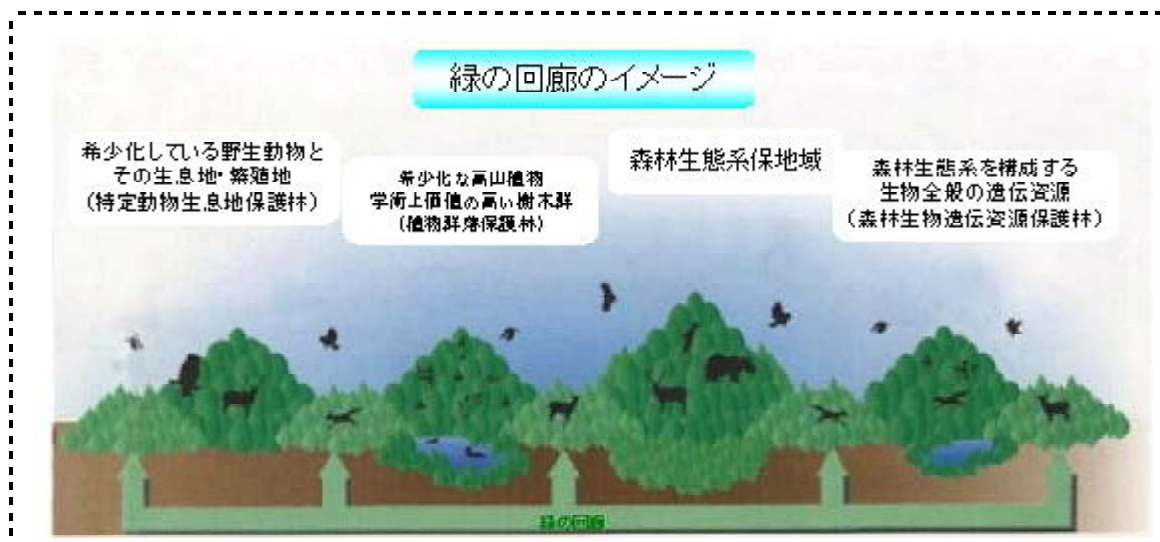 緑の回廊のイメージ
希少化している野生動物と
その生息地・繁殖地
(特定動物生息地保護林)
希少化な高山植物
学術上価値の高い樹木群
(植物群落保護林)
森林生態系保地域
森林生態系を構成する
生物全般の遺伝資源
(森林生物遺伝資源保護林)
緑の回廊